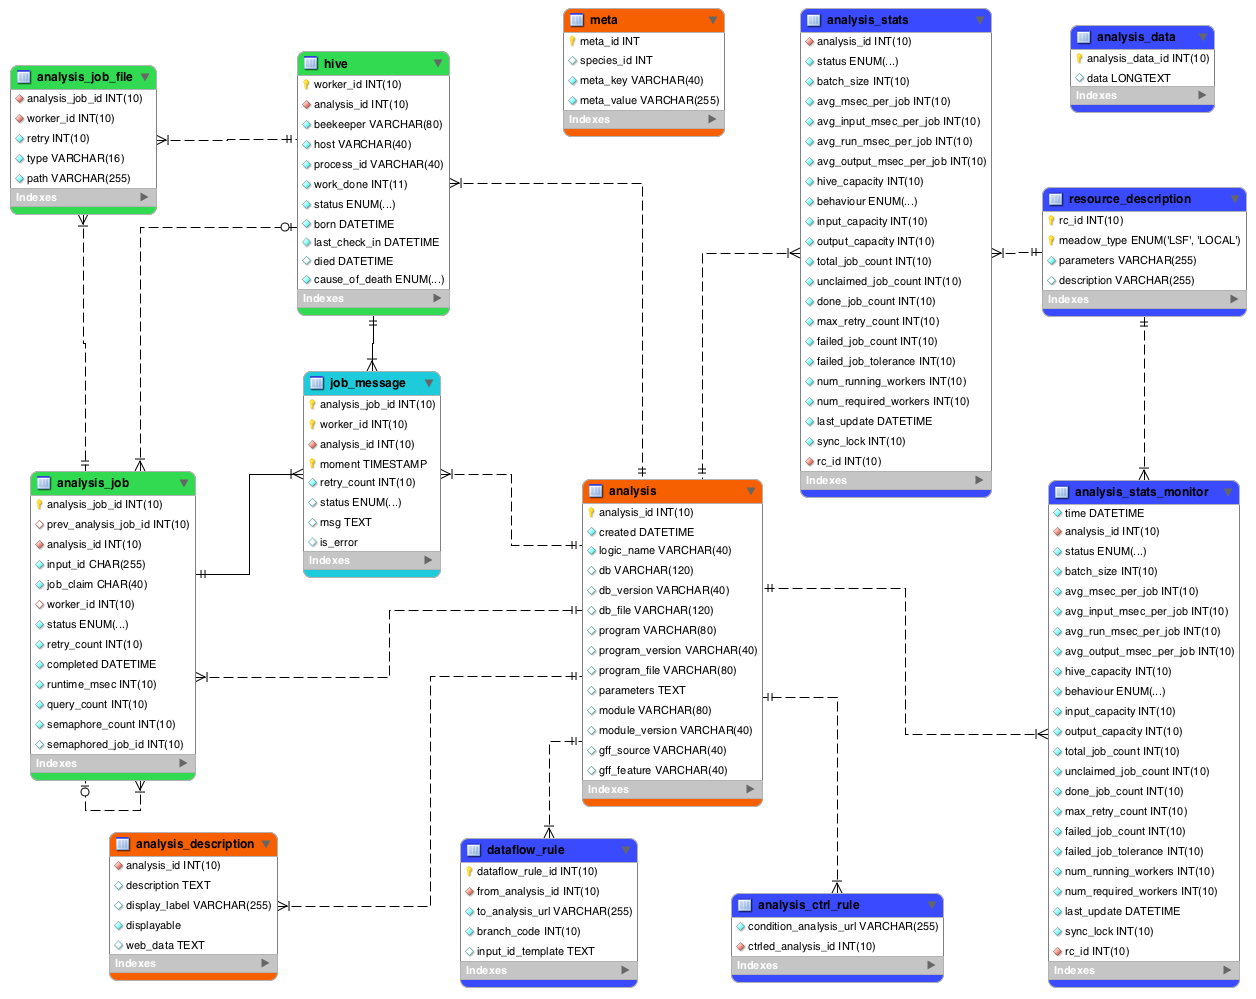 analysis_job_file
analysis_job_id INT(10)
worker_id INT(10)
retry INT(10)
type VARCHAR(16)
path VARCHAR(255)
Indexes
hive
worker_id INT(10)
analysis_id INT(10)
beekeeper VARCHAR(80)
host VARCHAR(40)
process_id VARCHAR(40)
work_done INT(11)
status ENUM(...)
born DATETIME
last_check_in DATETIME
died DATETIME
cause_of_death ENUM(...)
Indexes
meta
meta_id INT
species_id INT
meta_key VARCHAR(40)
meta_value VARCHAR(255)
Indexes
analysis_stats
analysis_id INT(10)
status ENUM(...)
batch_size INT(10)
avg_msec_per_job INT(10)
avg_input_msec_per_job INT(10)
avg_run_msec_per_job INT(10)
avg_output_msec_per_job INT(10)
hive_capacity INT(10)
behaviour ENUM(...)
input_capacity INT(10)
output_capacity INT(10)
total_job_count INT(10)
unclaimed_job_count INT(10)
done_job_count INT(10)
max_retry_count INT(10)
failed_job_count INT(10)
failed_job_tolerance INT(10)
num_running_workers INT(10)
num_required_workers INT(10)
last_update DATETIME
sync_lock INT(10)
rc_id INT(10)
Indexes
analysis_data
analysis_data_id INT(10)
data LONGTEXT
Indexes
resource_description
rc_id INT(10)
meadow_type ENUM('LSF', 'LOCAL')
parameters VARCHAR(255)
description VARCHAR(255)
Indexes
job_message
analysis_job_id INT(10)
worker_id INT(10)
analysis_id INT(10)
moment TIMESTAMP
retry_count INT(10)
status ENUM(...)
msg TEXT
is_error
Indexes
analysis_job
analysis_job_id INT(10)
prev_analysis_job_id INT(10)
analysis_id INT(10)
input_id CHAR(255)
job_claim CHAR(40)
worker_id INT(10)
status ENUM(...)
retry_count INT(10)
completed DATETIME
runtime_msec INT(10)
query_count INT(10)
semaphore_count INT(10)
semaphored_job_id INT(10)
Indexes
analysis
analysis_id INT(10)
created DATETIME
logic_name VARCHAR(40)
db VARCHAR(120)
db_version VARCHAR(40)
db_file VARCHAR(120)
program VARCHAR(80)
program_version VARCHAR(40)
program_file VARCHAR(80)
parameters TEXT
module VARCHAR(80)
module_version VARCHAR(40)
gff_source VARCHAR(40)
gff_feature VARCHAR(40)
Indexes
analysis_stats_monitor
time DATETIME
analysis_id INT(10)
status ENUM(...)
batch_size INT(10)
avg_msec_per_job INT(10)
avg_input_msec_per_job INT(10)
avg_run_msec_per_job INT(10)
avg_output_msec_per_job INT(10)
hive_capacity INT(10)
behaviour ENUM(...)
input_capacity INT(10)
output_capacity INT(10)
total_job_count INT(10)
unclaimed_job_count INT(10)
done_job_count INT(10)
max_retry_count INT(10)
failed_job_count INT(10)
failed_job_tolerance INT(10)
num_running_workers INT(10)
num_required_workers INT(10)
last_update DATETIME
sync_lock INT(10)
rc_id INT(10)
Indexes
analysis_description
analysis_id INT(10)
description TEXT
display_label VARCHAR(255)
displayable
web_data TEXT
Indexes
dataflow_rule
dataflow_rule_id INT(10)
from_analysis_id INT(10)
to_analysis_url VARCHAR(255)
branch_code INT(10)
input_id_template TEXT
Indexes
analysis_ctrl_rule
condition_analysis_url VARCHAR(255)
ctrled_analysis_id INT(10)
Indexes